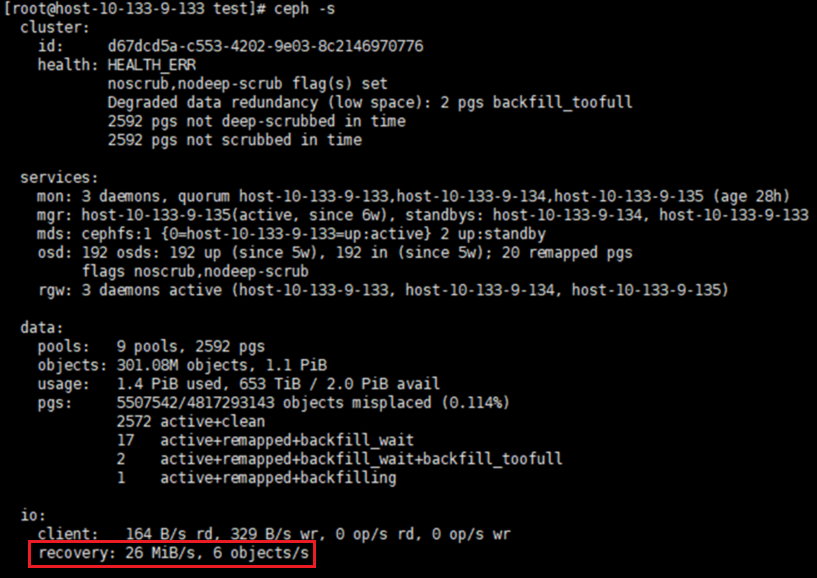 [root@host-10-133-9-133 test]# ceph -s
cluster:
id: d67dcd5a-c553-4202-9e03-8c2146970776
health: HEALTH_ERR
noscrub,nodeep-scrub flag(s) set
Degraded data redundancy (low space): 2 pgs backfill_toofull
2592 pgs not deep-scrubbed in time
2592 pgs not scrubbed in time
services:
mon: 3 daemons, quorum host-10-133-9-133,host-10-133-9-134,host-10-133-9-135 (age 28h)
mgr: host-10-133-9-135(active, since 6w), standbys: host-10-133-9-134, host-10-133-9-133
mds: cephfs:1 {0=host-10-133-9-133=up:active} 2 up:standby
osd: 192 osds: 192 up (since 5w), 192 in (since 5w); 20 remapped pgs
flags noscrub,nodeep-scrub
rgw: 3 daemons active (host-10-133-9-133, host-10-133-9-134, host-10-133-9-135)
data:
pools: 9 pools, 2592 pgs
objects: 301.08M objects, 1.1 PiB
usage: 1.4 PiB used, 653 TiB / 2.0 PiB avail
pgs: 5507542/4817293143 objects misplaced (0.114%)
2572 active+clean
17 active+remapped+backfill_wait
2 active+remapped+backfill_wait+backfill_toofull
1 active+remapped+backfilling
io:
client: 164 B/s rd, 329 B/s wr, 0 op/s rd, 0 op/s wr
recovery: 26 MiB/s, 6 objects/s